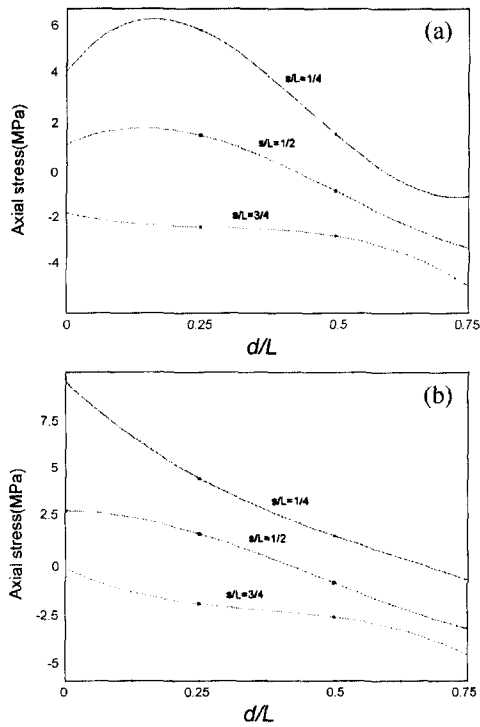 (a)
6
4
2
0
-2
-4
Axial stress(MPa)
s/L=1/4
s/L=1/2
s/L=3/4
0
0.25
0.5
0.75
d/L
(b)
7.5
5
2.5
0
-2.5
-5
Axial stress(MPa)
s/L=1/4
s/L=1/2
s/L=3/4
0
0.25
0.5
0.75
d/L